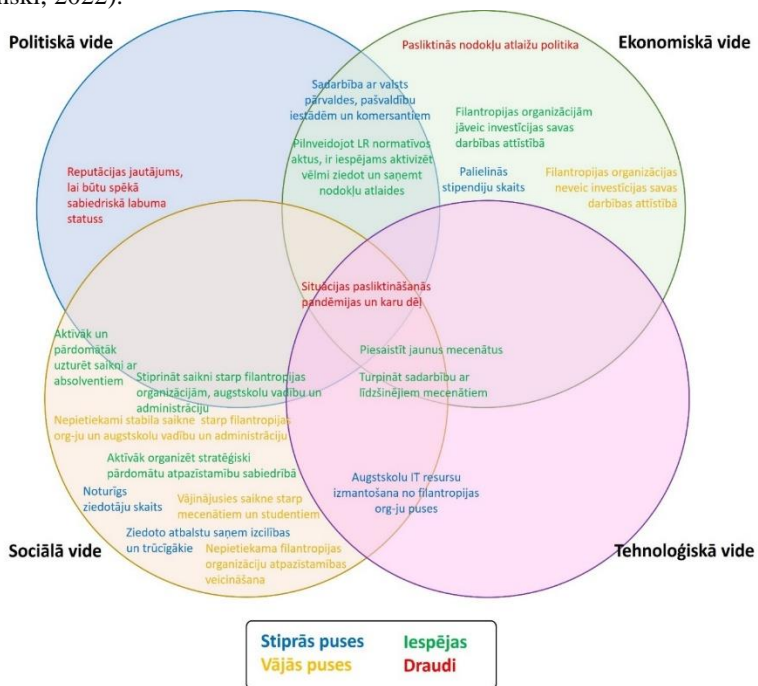 nski, 2022).
Politiskā vide
Ekonomiskā vide
Pasliktinās nodokļu atlaižu politika
Sadarbība ar valsts
pārvaldes, pašvaldību
iestādēm un komersantiem
Filantropijas organizācijām
jāveic investīcijas savas
darbības attīstībā
Pilnveidojot LR normatīvos
aktus, ir iespējams aktivizēt
vēlmi ziedot un saņemt
nodokļu atlaides
Reputācijas jautājums,
lai būtu spēkā
sabiedriskā labuma
statuss
Palielinās
stipendiju skaits
Filantropijas organizācijas
neveic investīcijas savas
darbības attīstībā
Situācijas pasliktināšanās
pandēmijas un karu dēļ
Aktīvāk un
pārdomātāk
uzturēt saikni ar
absolventiem
Piesaistīt jaunus mecenātus
Stiprināt saikni starp filantropijas
organizācijām, augstskolu vadību un
administrāciju
Turpināt sadarbību ar
līdzšinējiem mecenātiem
Nepietiekami stabila saikne starp filantropijas
org-ju un augstskolu vadību un administrāciju
Aktīvāk organizēt stratēģiski
pārdomātu atpazīstamību sabiedrībā
Augstskolu IT resursu
izmantošana no filantropijas
org-ju puses
Noturīgs
ziedotāju skaits
Vājinājusies saikne starp
mecenātiem un studentiem
Ziedoto atbalstu saņem izcilības
un trūcīgākie
Nepietiekama filantropijas
organizāciju atpazīstamības
veicināšana
Sociālā vide
Tehnoloģiskā vide
Stiprās puses
Iespējas
Vājās puses
Draudi